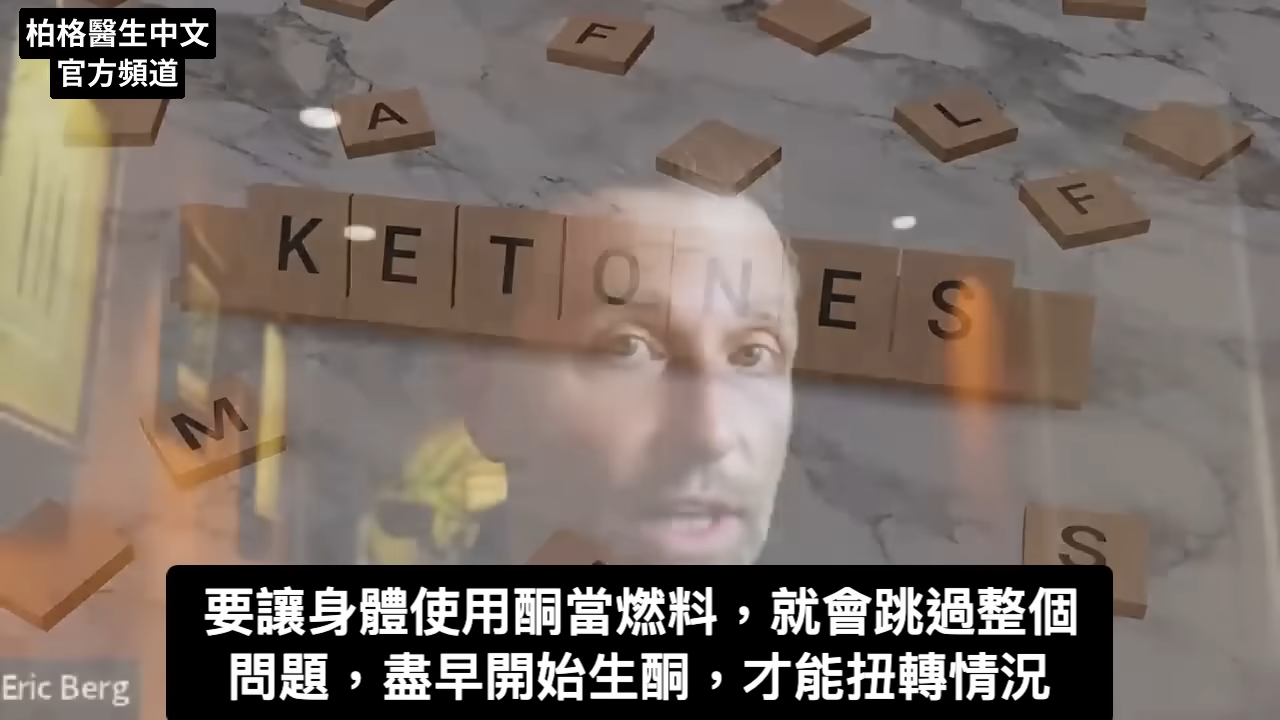 柏格醫生中文
官方頻道
F
A
L
F
KETONES
M
S
要讓身體使用酮當燃料，就會跳過整個
問題，盡早開始生酮，才能扭轉情況
Eric Berg